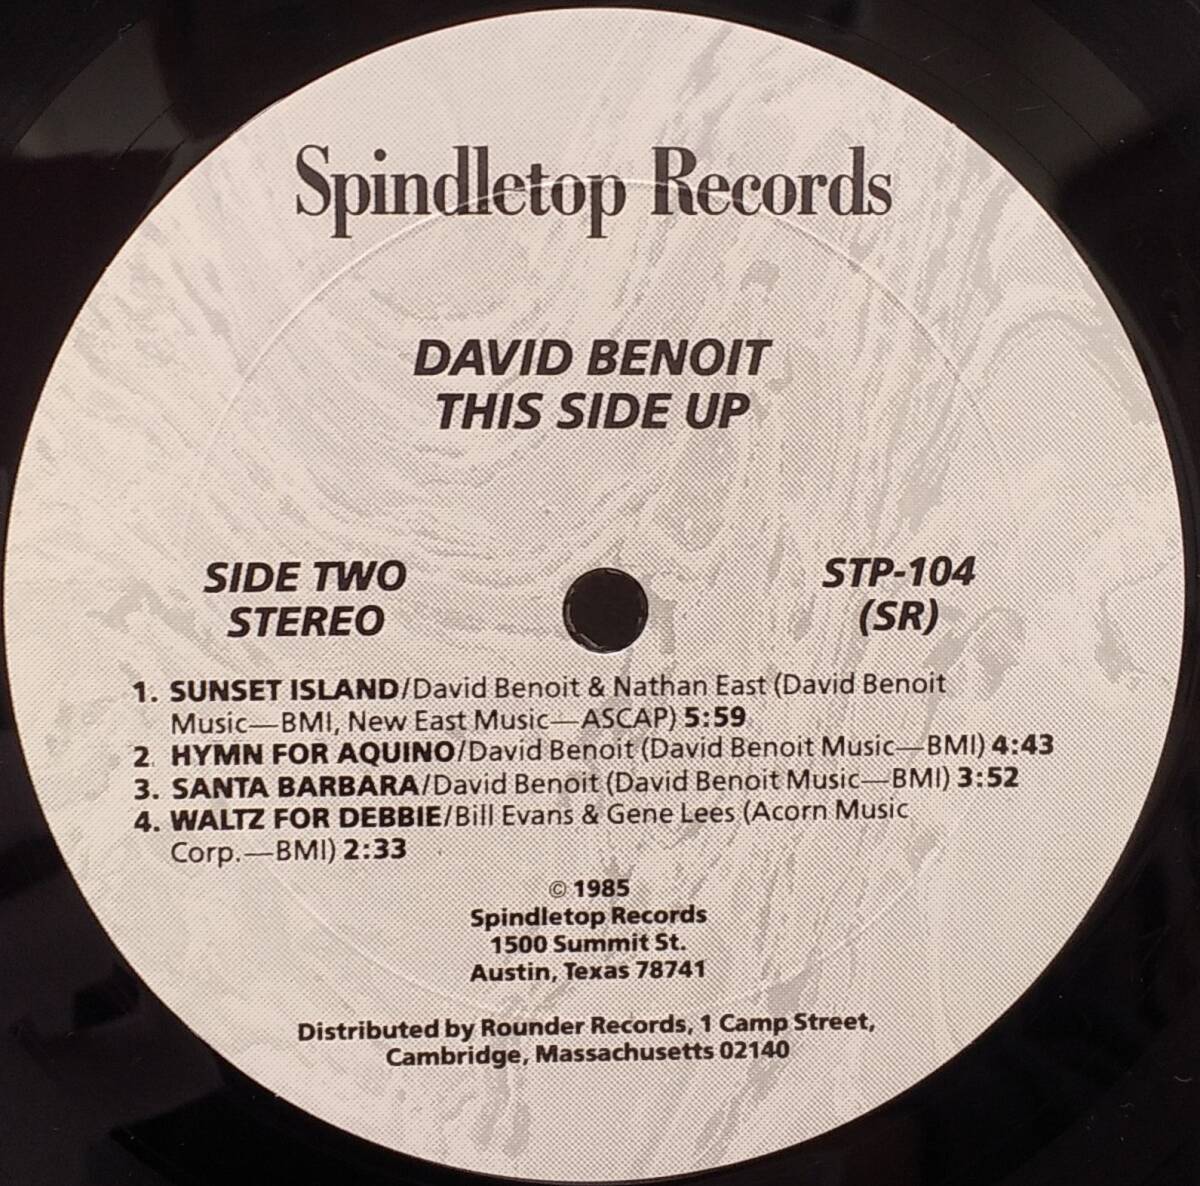 Spindletop Records
DAVID BENOIT
THIS SIDE UP
SIDE TWO
STEREO
STP-104
(SR)
1. SUNSET ISLAND/David Benoit & Nathan East (David Benoit
Music—BMI, New East Music—ASCAP) 5:59
2. HYMN FOR AQUINO/David Benoit (David Benoit Music—BMI) 4:43
3. SANTA BARBARA/David Benoit (David Benoit Music—BMI) 3:52
4. WALTZ FOR DEBBIE/Bill Evans & Gene Lees (Acorn Music
Corp.—BMI) 2:33
© 1985
Spindletop Records
1500 Summit St.
Austin, Texas 78741
Distributed by Rounder Records, 1 Camp Street,
Cambridge, Massachusetts 02140